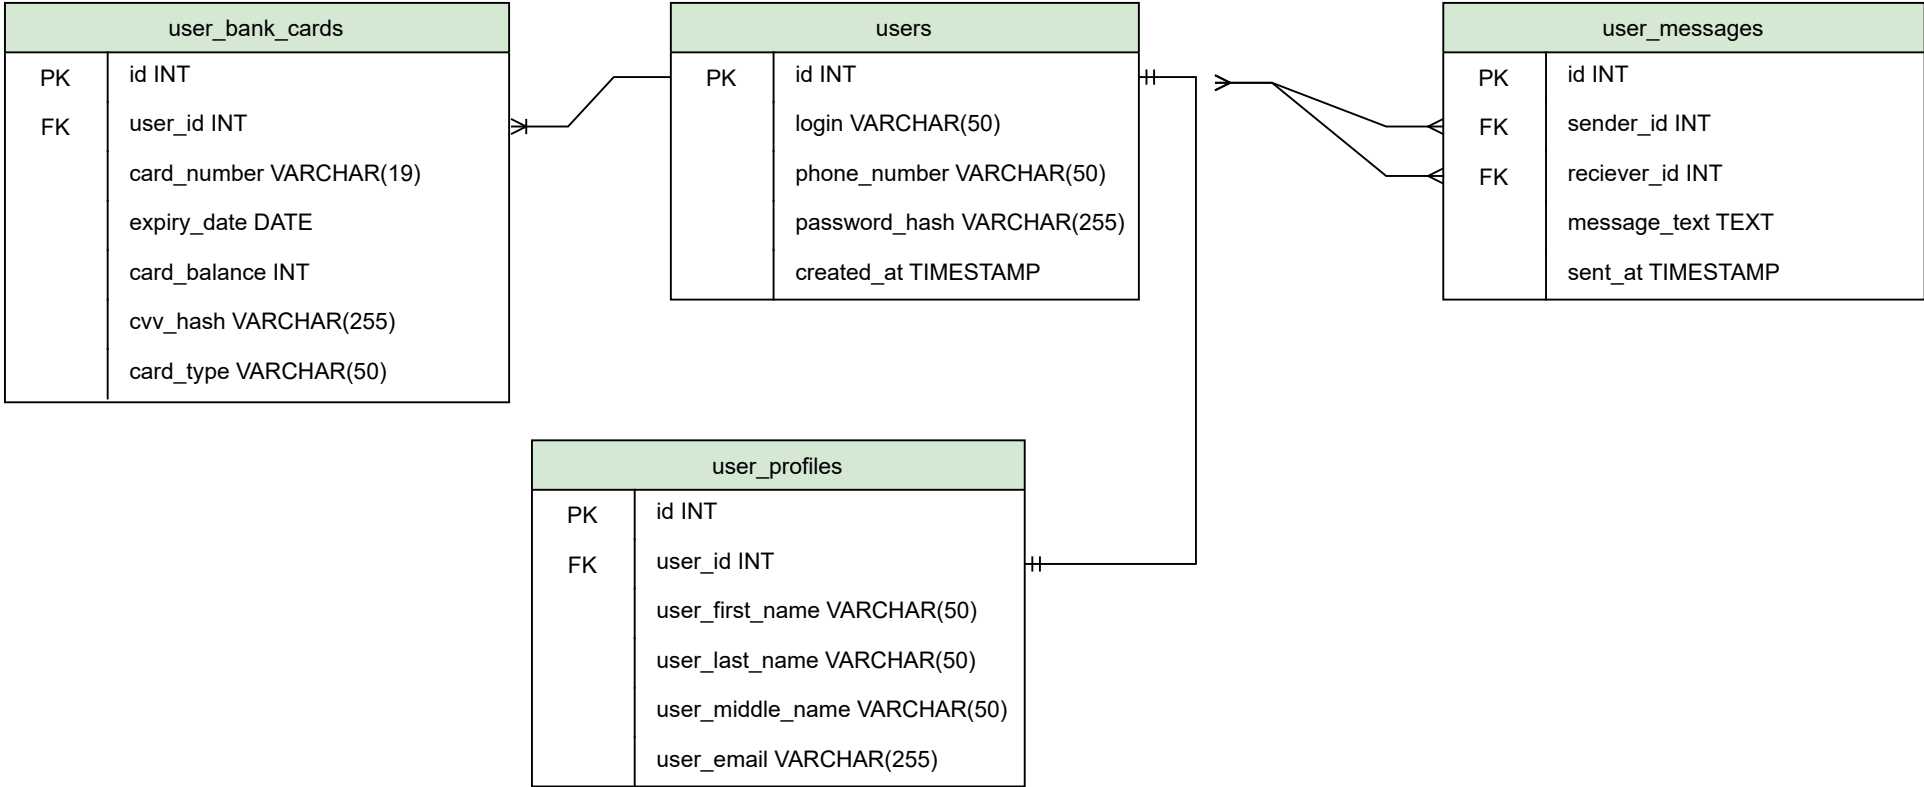 user_bank_cards
PK id INT
FK user_id INT
card_number VARCHAR(19)
expiry_date DATE
card_balance INT
cvv_hash VARCHAR(255)
card_type VARCHAR(50)
users
PK id INT
login VARCHAR(50)
phone_number VARCHAR(50)
password_hash VARCHAR(255)
created_at TIMESTAMP
user_messages
PK id INT
FK sender_id INT
FK reciever_id INT
message_text TEXT
sent_at TIMESTAMP
user_profiles
PK id INT
FK user_id INT
user_first_name VARCHAR(50)
user_last_name VARCHAR(50)
user_middle_name VARCHAR(50)
user_email VARCHAR(255)